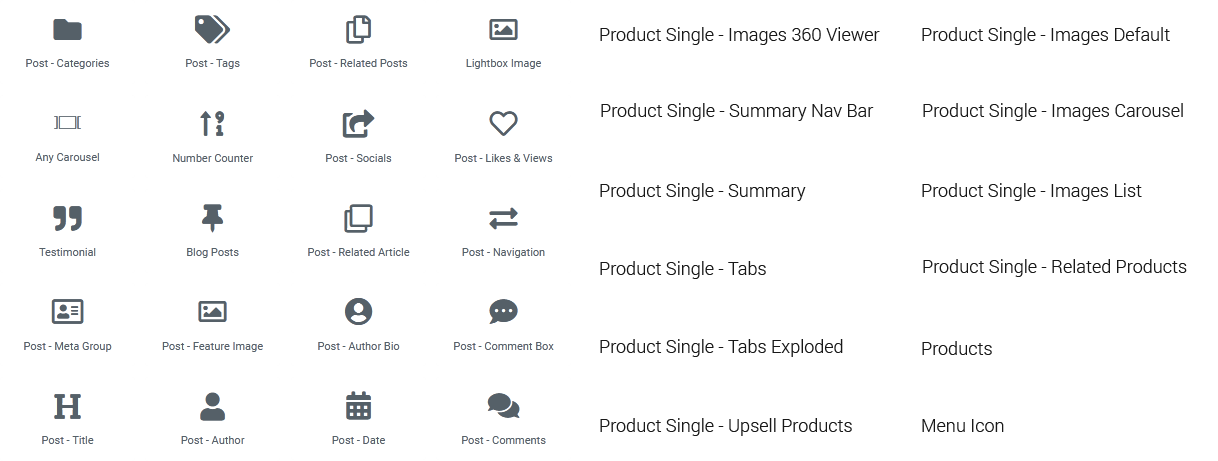 Post - Categories
Post - Tags
Post - Related Posts
Lightbox Image
Any Carousel
Number Counter
Post - Socials
Post - Likes & Views
Testimonial
Blog Posts
Post - Related Article
Post - Navigation
Post - Meta Group
Post - Feature Image
Post - Author Bio
Post - Comment Box
Post - Title
Post - Author
Post - Date
Post - Comments
Product Single - Images 360 Viewer
Product Single - Images Default
Product Single - Summary Nav Bar
Product Single - Images Carousel
Product Single - Summary
Product Single - Images List
Product Single - Tabs
Product Single - Related Products
Product Single - Tabs Exploded
Products
Product Single - Upsell Products
Menu Icon